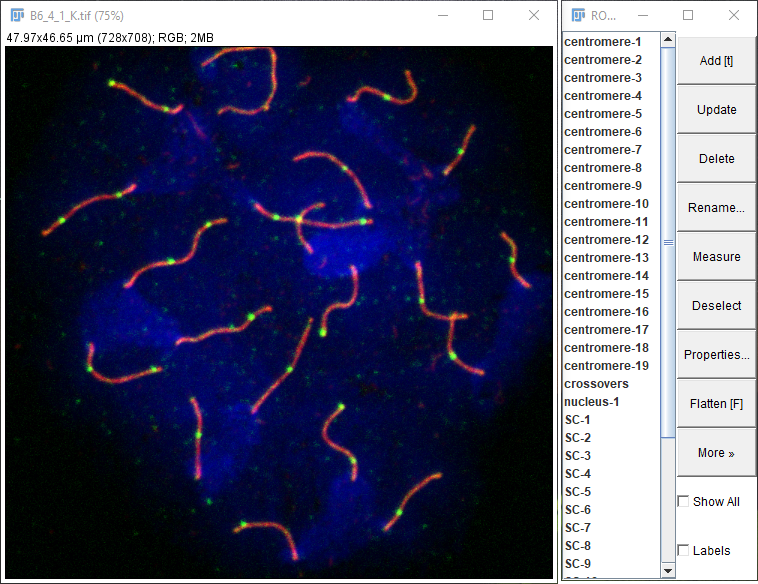 B6_4_1_K.tif (75%)
47.97x46.65 µm (728x708); RGB; 2MB
RO...
centromere-1
centromere-2
centromere-3
centromere-4
centromere-5
centromere-6
centromere-7
centromere-8
centromere-9
centromere-10
centromere-11
centromere-12
centromere-13
centromere-14
centromere-15
centromere-16
centromere-17
centromere-18
centromere-19
crossovers
nucleus-1
SC-1
SC-2
SC-3
SC-4
SC-5
SC-6
SC-7
SC-8
SC-9
Add [t]
Update
Delete
Rename...
Measure
Deselect
Properties...
Flatten [F]
More »
Show All
Labels